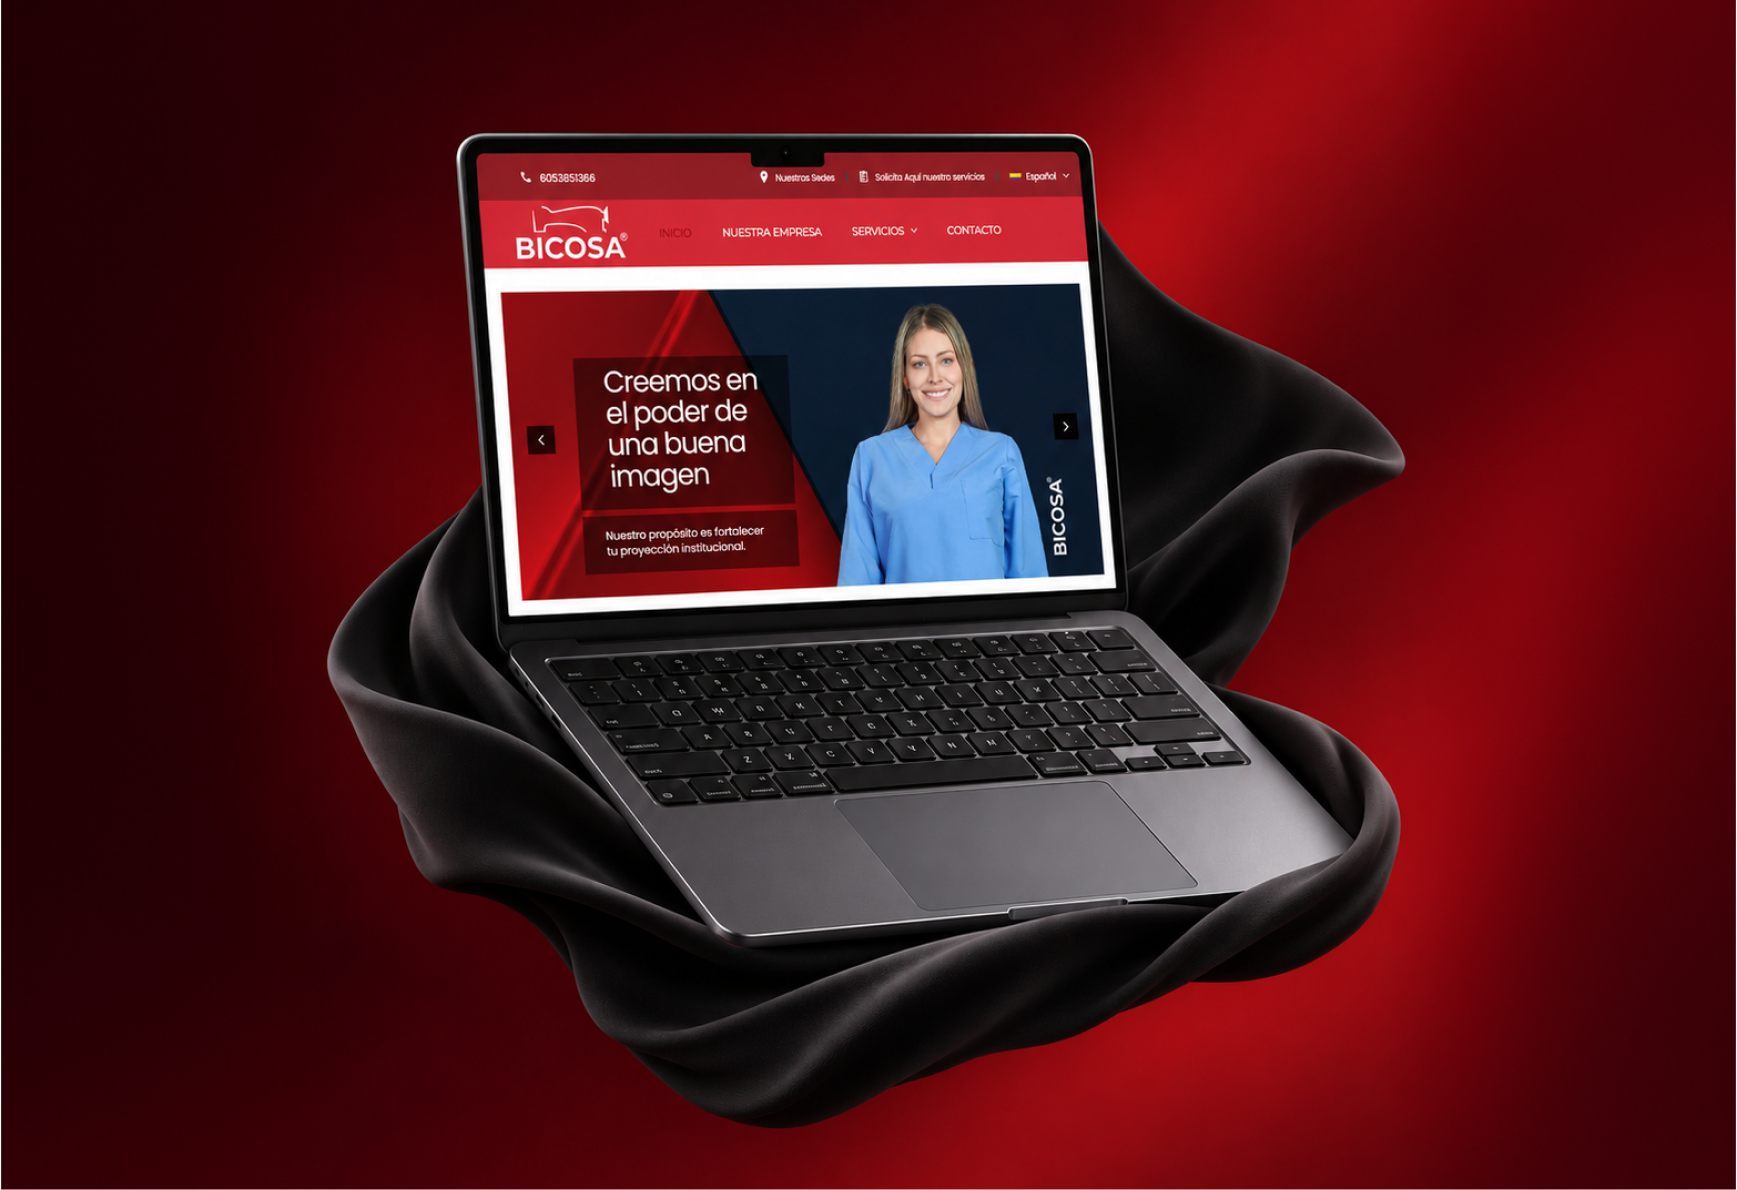 6053851366
Nuestros Sedes
Solicita Aquí nuestro servicios
Español
BICOSA®
INICIO
NUESTRA EMPRESA
SERVICIOS
CONTACTO
Creemos en
el poder de
una buena
imagen
Nuestro propósito es fortalecer
tu proyección institucional.
BICOSA®